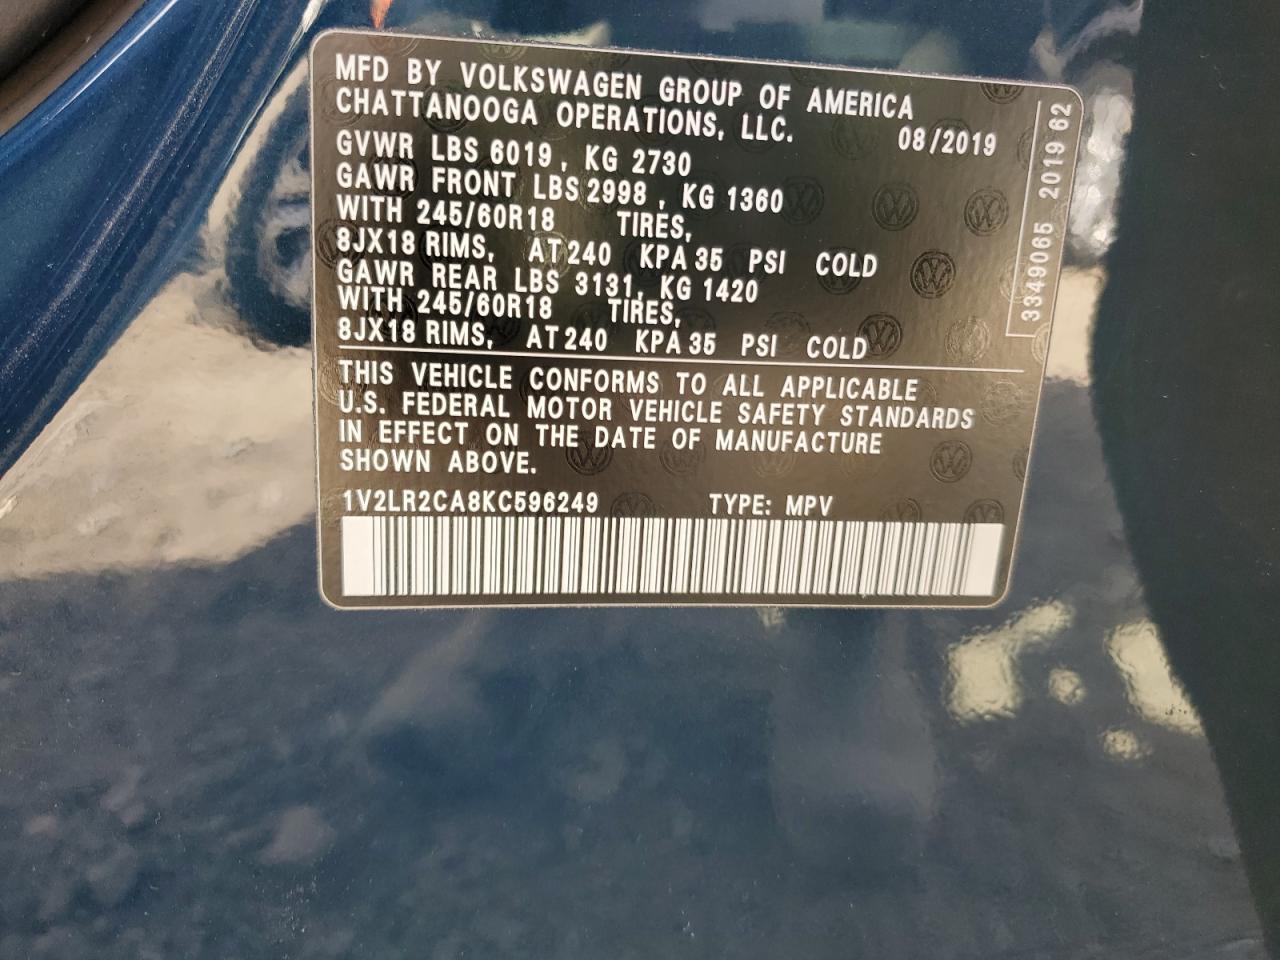 MFD BY VOLKSWAGEN GROUP OF AMERICA
CHATTANOOGA OPERATIONS, LLC.
08/2019
GVWR LBS 6019, KG 2730
GAWR FRONT LBS 2998, KG 1360
WITH 245/60R18 TIRES,
8JX18 RIMS, AT 240 KPA 35 PSI COLD
GAWR REAR LBS 3131, KG 1420
WITH 245/60R18 TIRES,
8JX18 RIMS, AT 240 KPA 35 PSI COLD
THIS VEHICLE CONFORMS TO ALL APPLICABLE
U.S. FEDERAL MOTOR VEHICLE SAFETY STANDARDS
IN EFFECT ON THE DATE OF MANUFACTURE
SHOWN ABOVE.
1V2LR2CA8KC596249 TYPE: MPV
3349065 2019 62